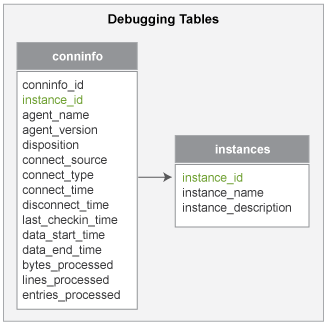 Debugging Tables
conninfo
conninfo_id
instance_id
agent_name
agent_version
disposition
connect_source
connect_type
connect_time
disconnect_time
last_checkin_time
data_start_time
data_end_time
bytes_processed
lines_processed
entries_processed
instances
instance_id
instance_name
instance_description